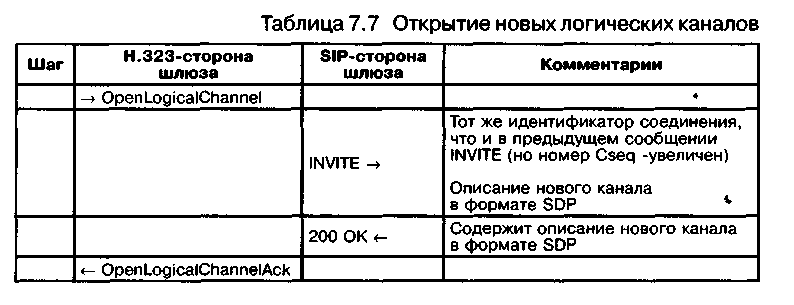 Таблица 7.7 Открытие новых логических каналов
Шаг
H.323-сторона
шлюза
SIP-сторона
шлюза
Комментарии
→ OpenLogicalChannel
INVITE →
Тот же идентификатор соединения,
что и в предыдущем сообщении
INVITE (но номер Cseq -увеличен)
Описание нового канала
в формате SDP
200 OK ←
Содержит описание нового канала
в формате SDP
← OpenLogicalChannelAck